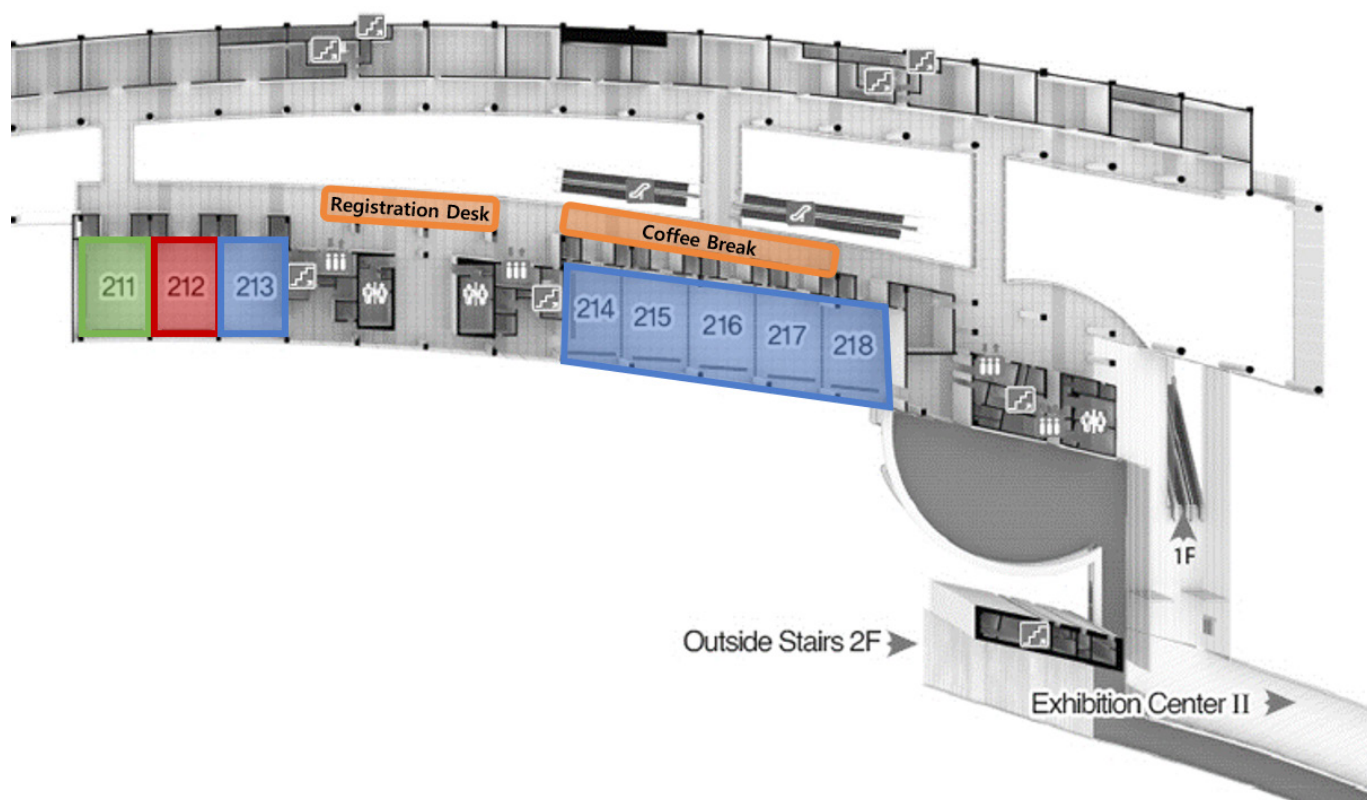 Registration Desk
Coffee Break
211
212
213
214
215
216
217
218
1F
Outside Stairs 2F
Exhibition Center II